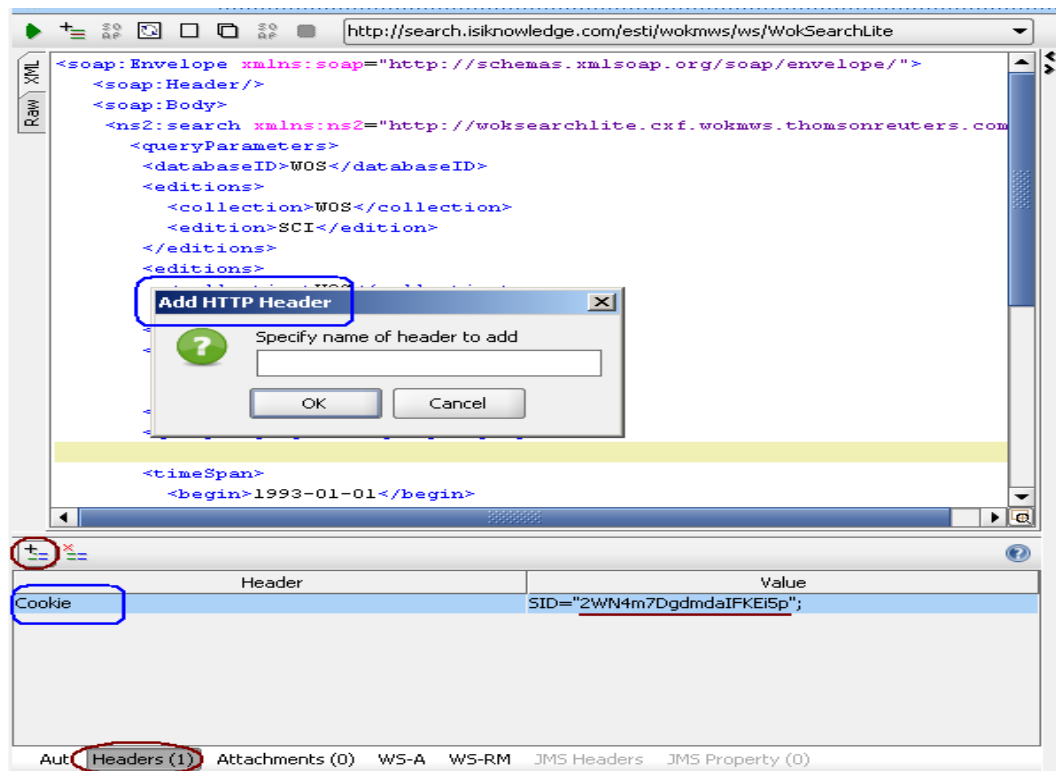 http://search.isiknowledge.com/esti/wokmws/ws/WokSearchLite
XML
Raw
<soap:Envelope xmlns:soap="http://schemas.xmlsoap.org/soap/envelope/">
<soap:Header/>
<soap:Body>
<ns2:search xmlns:ns2="http://woksearchlite.cxf.wokmws.thomsonreuters.com
<queryParameters>
<databaseID>WOS</databaseID>
<editions>
<collection>WOS</collection>
<edition>SCI</edition>
</editions>
<editions>
Add HTTP Header
Specify name of header to add
OK Cancel
<timeSpan>
<begin>1993-01-01</begin>
Header Value
Cookie SID="2WN4m7DgdmdaIFKEi5p";
Aut Headers (1) Attachments (0) WS-A WS-RM JMS Headers JMS Property (0)